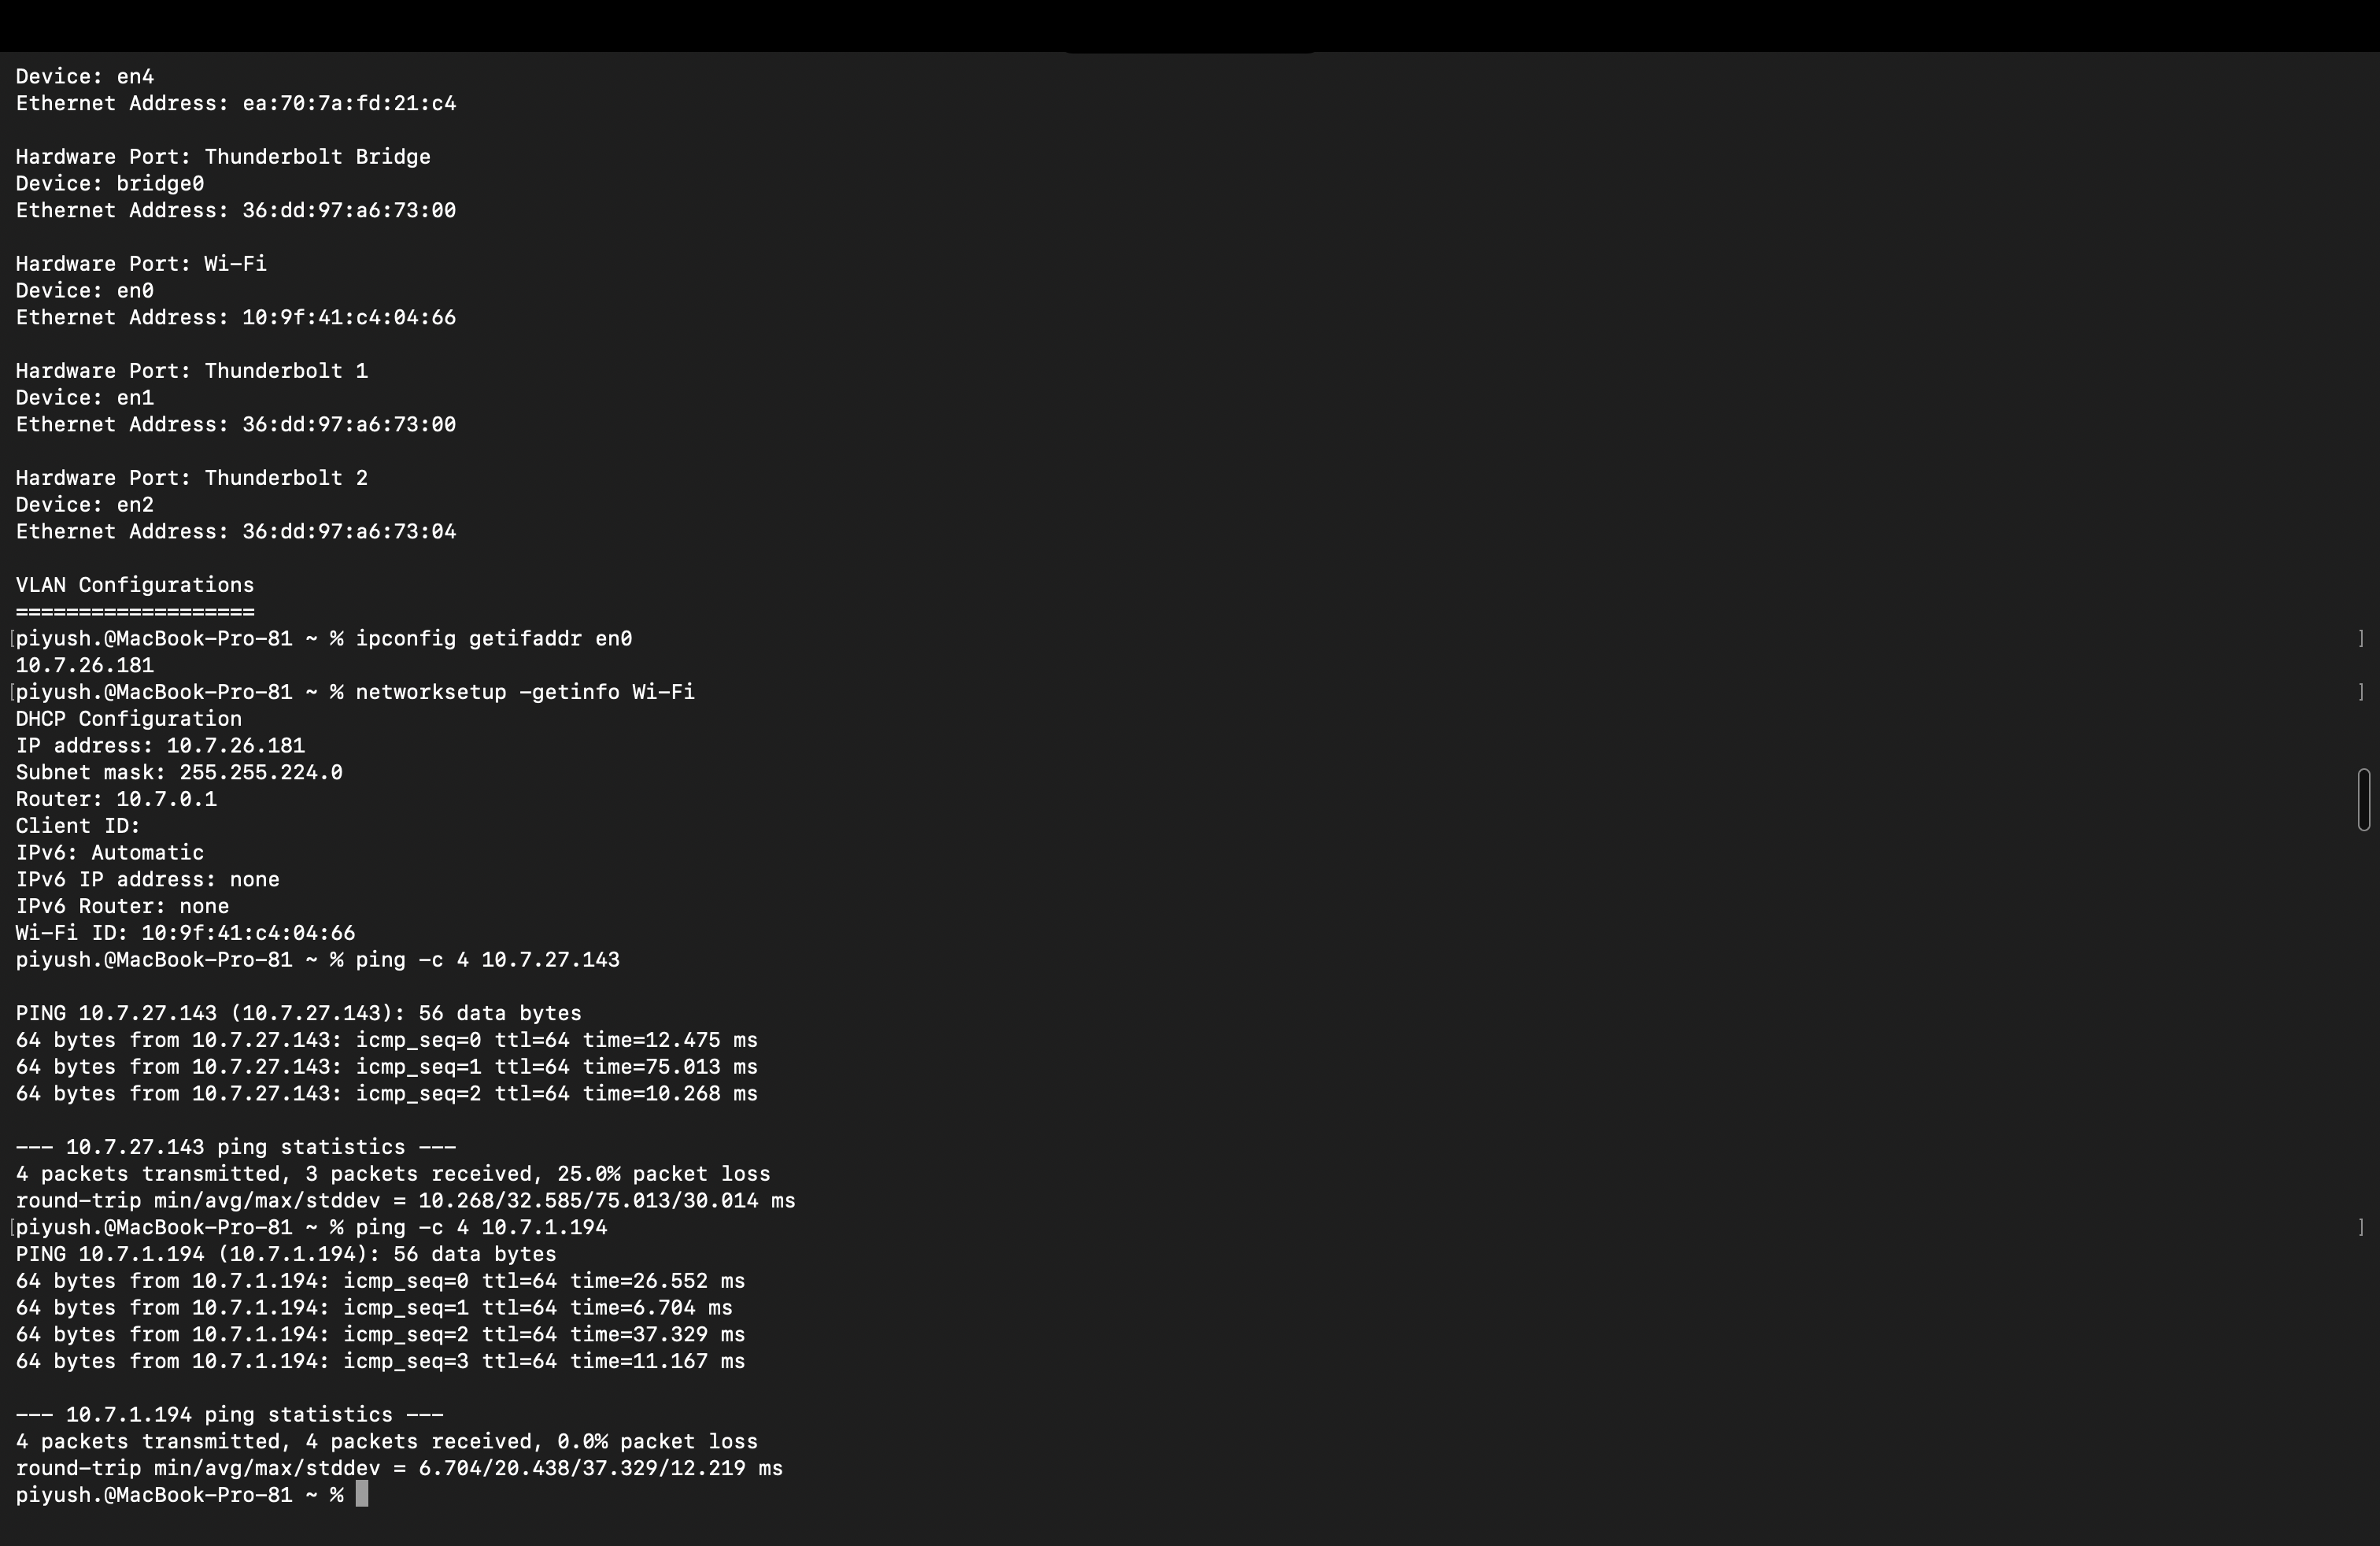 Device: en4
Ethernet Address: ea:70:7a:fd:21:c4
Hardware Port: Thunderbolt Bridge
Device: bridge0
Ethernet Address: 36:dd:97:a6:73:00
Hardware Port: Wi-Fi
Device: en0
Ethernet Address: 10:9f:41:c4:04:66
Hardware Port: Thunderbolt 1
Device: en1
Ethernet Address: 36:dd:97:a6:73:00
Hardware Port: Thunderbolt 2
Device: en2
Ethernet Address: 36:dd:97:a6:73:04
VLAN Configurations
===================
[piyush.@MacBook-Pro-81 ~ % ipconfig getifaddr en0 ]
10.7.26.181
[piyush.@MacBook-Pro-81 ~ % networksetup -getinfo Wi-Fi ]
DHCP Configuration
IP address: 10.7.26.181
Subnet mask: 255.255.224.0
Router: 10.7.0.1
Client ID:
IPv6: Automatic
IPv6 IP address: none
IPv6 Router: none
Wi-Fi ID: 10:9f:41:c4:04:66
piyush.@MacBook-Pro-81 ~ % ping -c 4 10.7.27.143
PING 10.7.27.143 (10.7.27.143): 56 data bytes
64 bytes from 10.7.27.143: icmp_seq=0 ttl=64 time=12.475 ms
64 bytes from 10.7.27.143: icmp_seq=1 ttl=64 time=75.013 ms
64 bytes from 10.7.27.143: icmp_seq=2 ttl=64 time=10.268 ms
--- 10.7.27.143 ping statistics ---
4 packets transmitted, 3 packets received, 25.0% packet loss
round-trip min/avg/max/stddev = 10.268/32.585/75.013/30.014 ms
[piyush.@MacBook-Pro-81 ~ % ping -c 4 10.7.1.194 ]
PING 10.7.1.194 (10.7.1.194): 56 data bytes
64 bytes from 10.7.1.194: icmp_seq=0 ttl=64 time=26.552 ms
64 bytes from 10.7.1.194: icmp_seq=1 ttl=64 time=6.704 ms
64 bytes from 10.7.1.194: icmp_seq=2 ttl=64 time=37.329 ms
64 bytes from 10.7.1.194: icmp_seq=3 ttl=64 time=11.167 ms
--- 10.7.1.194 ping statistics ---
4 packets transmitted, 4 packets received, 0.0% packet loss
round-trip min/avg/max/stddev = 6.704/20.438/37.329/12.219 ms
piyush.@MacBook-Pro-81 ~ %